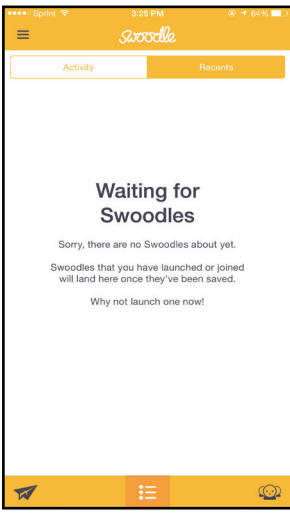 Sprint 3:25 PM 64%
Swoodle
Activity Recents
Waiting for
Swoodles
Sorry, there are no Swoodles about yet.
Swoodles that you have launched or joined
will land here once they've been saved.
Why not launch one now!